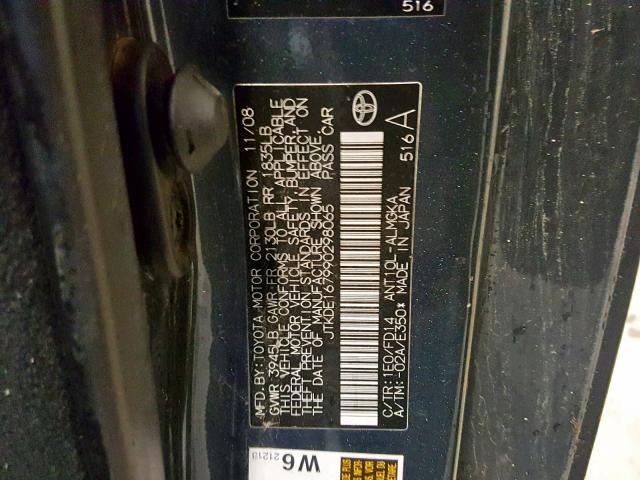 516
MFD.BY:TOYOTA MOTOR CORPORATION 11/08
GVWR 3945LB GAWR FR 2130LB RR 1835LB
THIS VEHICLE CONFORMS TO ALL APPLICABLE
FEDERAL MOTOR VEHICLE SAFETY, BUMPER AND
THEFT PREVENTION STANDARDS IN EFFECT ON
THE DATE OF MANUFACTURE SHOWN ABOVE.
JTKDE167990298065 PASS CAR
C/TR:1E0/FD14 ANT10L-ALMGKA
A/TM:-02A/E350* MADE IN JAPAN 516 A
W6
21213